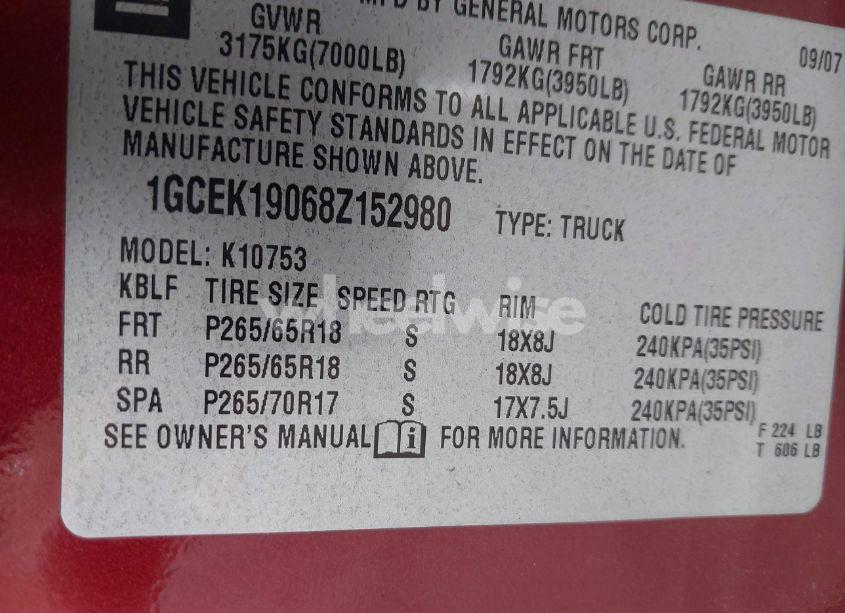 MFD BY GENERAL MOTORS CORP.
GVWR GAWR FRT GAWR RR 09/07
3175KG(7000LB) 1792KG(3950LB) 1792KG(3950LB)
THIS VEHICLE CONFORMS TO ALL APPLICABLE U.S. FEDERAL MOTOR
VEHICLE SAFETY STANDARDS IN EFFECT ON THE DATE OF
MANUFACTURE SHOWN ABOVE.
1GCEK19068Z152980 TYPE: TRUCK
MODEL: K10753
KBLF TIRE SIZE SPEED RTG RIM COLD TIRE PRESSURE
FRT P265/65R18 S 18X8J 240KPA(35PSI)
RR P265/65R18 S 18X8J 240KPA(35PSI)
SPA P265/70R17 S 17X7.5J 240KPA(35PSI)
SEE OWNER'S MANUAL i FOR MORE INFORMATION.
F 224 LB
T 606 LB
wheelwise